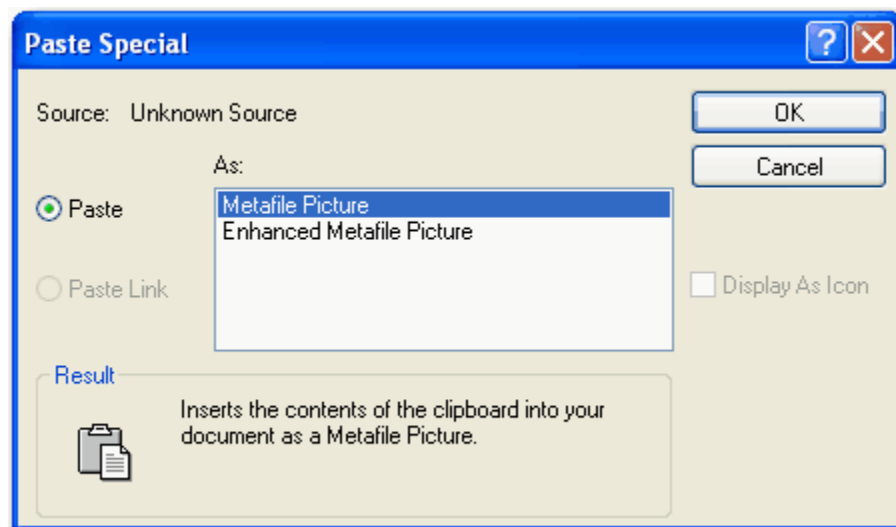 Paste Special
Source: Unknown Source
OK
As:
Cancel
Paste
Metafile Picture
Enhanced Metafile Picture
Paste Link
Display As Icon
Result
Inserts the contents of the clipboard into your
document as a Metafile Picture.